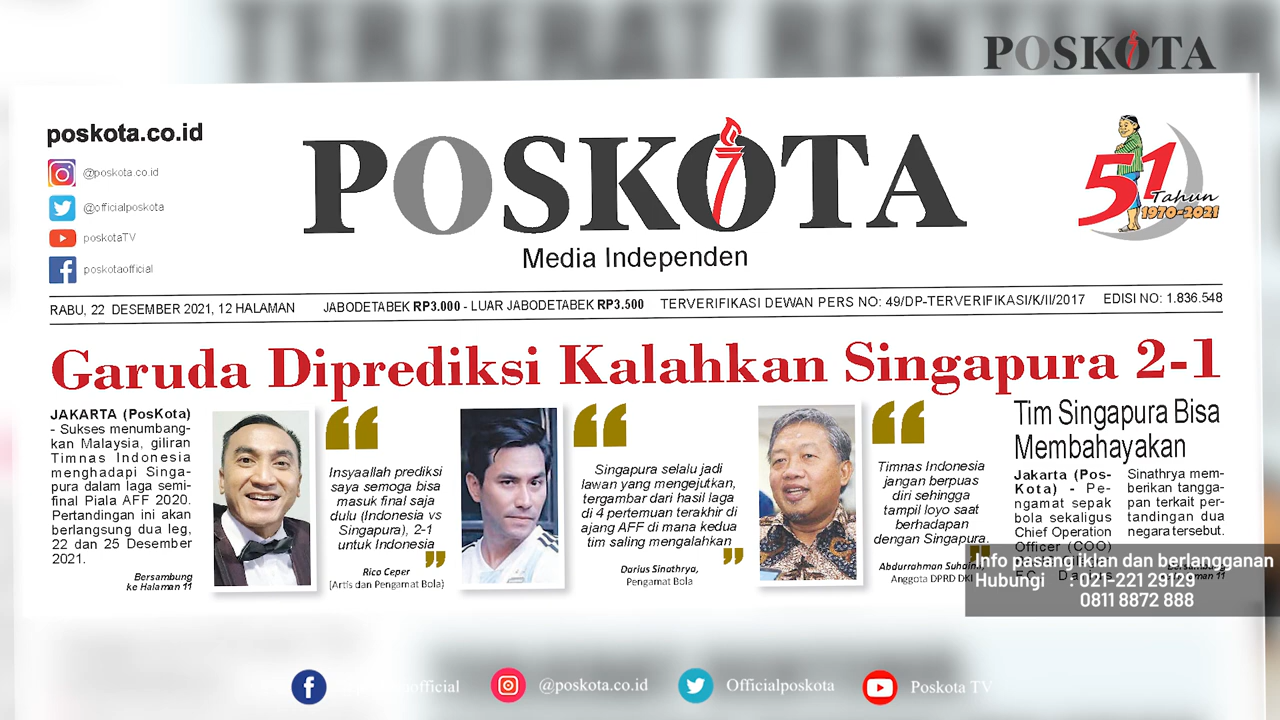 TERJERAT RENTENIR
POSKOTA
poskota.co.id
@poskota.co.id
@officialposkota
poskotaTV
poskotaofficial
POSKOTA
Media Independen
51
Tahun
1970-2021
RABU, 22 DESEMBER 2021, 12 HALAMAN
JABODETABEK RP3.000 - LUAR JABODETABEK RP3.500
TERVERIFIKASI DEWAN PERS NO: 49/DP-TERVERIFIKASI/K/II/2017
EDISI NO: 1.836.548
Garuda Diprediksi Kalahkan Singapura 2-1
JAKARTA (PosKota)
- Sukses menumbang-
kan Malaysia, giliran
Timnas Indonesia
menghadapi Singa-
pura dalam laga semi-
final Piala AFF 2020.
Pertandingan ini akan
berlangsung dua leg,
22 dan 25 Desember
2021.
Bersambung
ke Halaman 11
Insyaallah prediksi
saya semoga bisa
masuk final saja
dulu (Indonesia vs
Singapura), 2-1
untuk Indonesia
Rico Ceper
(Artis dan Pengamat Bola)
Singapura selalu jadi
lawan yang mengejutkan,
tergambar dari hasil laga
di 4 pertemuan terakhir di
ajang AFF di mana kedua
tim saling mengalahkan
Darius Sinathrya,
Pengamat Bola
Timnas Indonesia
jangan berpuas
diri sehingga
tampil loyo saat
berhadapan
dengan Singapura.
Abdurrahman Suhaimi,
Anggota DPRD DKI
Tim Singapura Bisa
Membahayakan
Jakarta (Pos-
Kota) - Pe-
ngamat sepak
bola sekaligus
Chief Operation
Officer (COO)
Sinathrya mem-
berikan tangga-
pan terkait per-
tandingan dua
negara tersebut.
Info pasang iklan dan berlangganan
Hubungi : 021-221 29129
0811 8872 888
@poskota.co.id
Officialposkota
Poskota TV